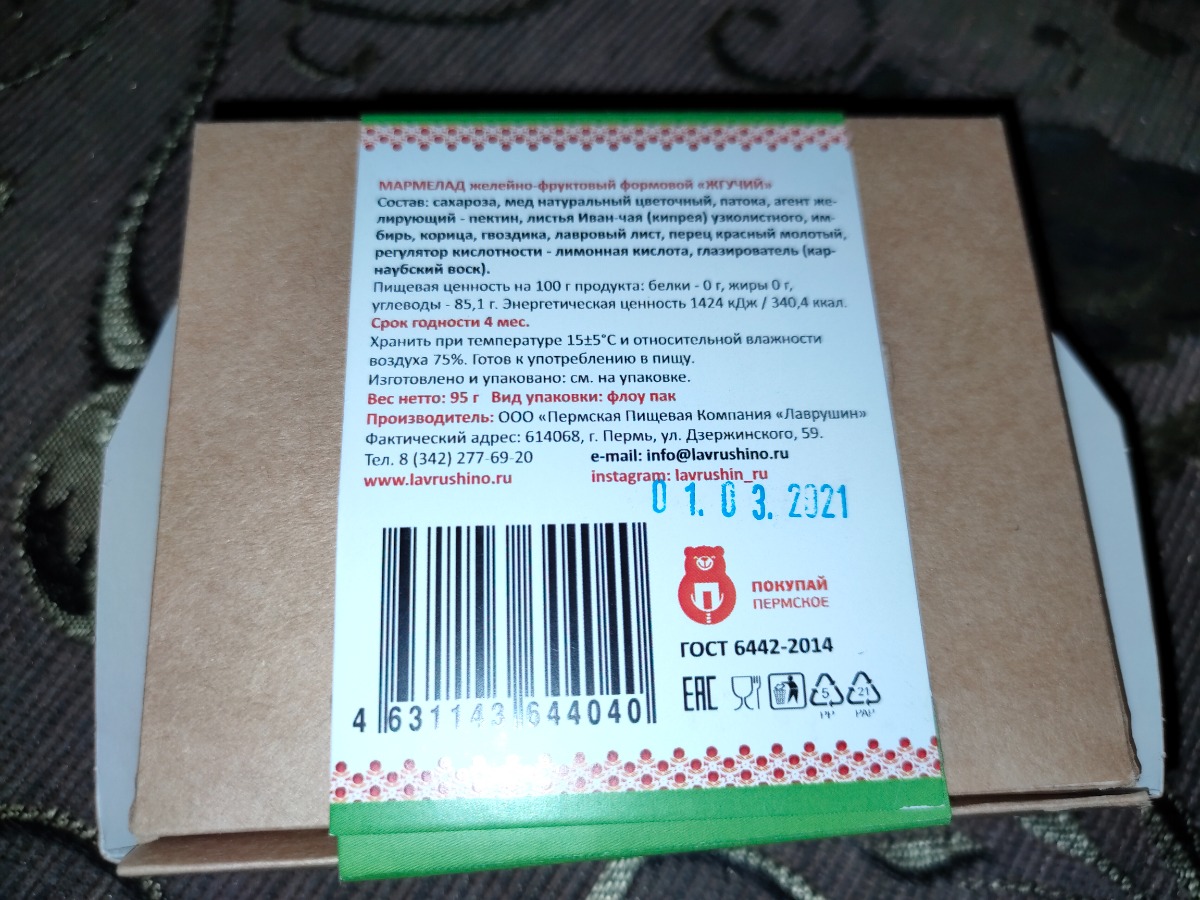 МАРМЕЛАД желейно-фруктовый формовой «ЖГУЧИЙ»
Состав: сахароза, мед натуральный цветочный, патока, агент же-
лирующий - пектин, листья Иван-чая (кипрея) узколистного, им-
бирь, корица, гвоздика, лавровый лист, перец красный молотый,
регулятор кислотности - лимонная кислота, глазирователь (кар-
наубский воск).
Пищевая ценность на 100 г продукта: белки - 0 г, жиры 0 г,
углеводы - 85,1 г. Энергетическая ценность 1424 кДж / 340,4 ккал.
Срок годности 4 мес.
Хранить при температуре 15±5°С и относительной влажности
воздуха 75%. Готов к употреблению в пищу.
Изготовлено и упаковано: см. на упаковке.
Вес нетто: 95 г Вид упаковки: флоу пак
Производитель: ООО «Пермская Пищевая Компания «Лаврушин»
Фактический адрес: 614068, г. Пермь, ул. Дзержинского, 59.
Тел. 8 (342) 277-69-20 e-mail: info@lavrushino.ru
www.lavrushino.ru instagram: lavrushin_ru
01.03.2021
ПОКУПАЙ
ПЕРМСКОЕ
ГОСТ 6442-2014
EAC
5 21
PP PAP
4 631143 644040